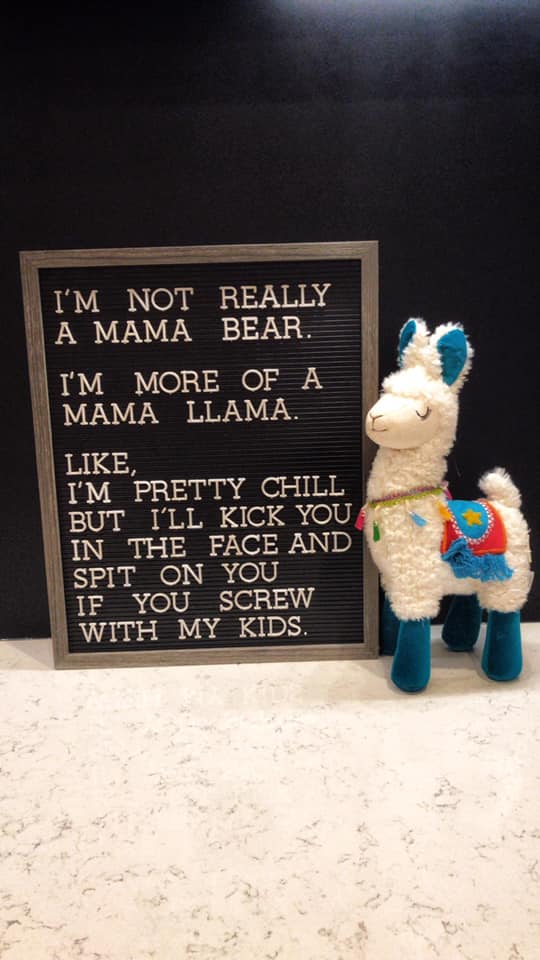 I'M NOT REALLY
A MAMA BEAR.
I'M MORE OF A
MAMA LLAMA.
LIKE,
I'M PRETTY CHILL
BUT I'LL KICK YOU
IN THE FACE AND
SPIT ON YOU
IF YOU SCREW
WITH MY KIDS.